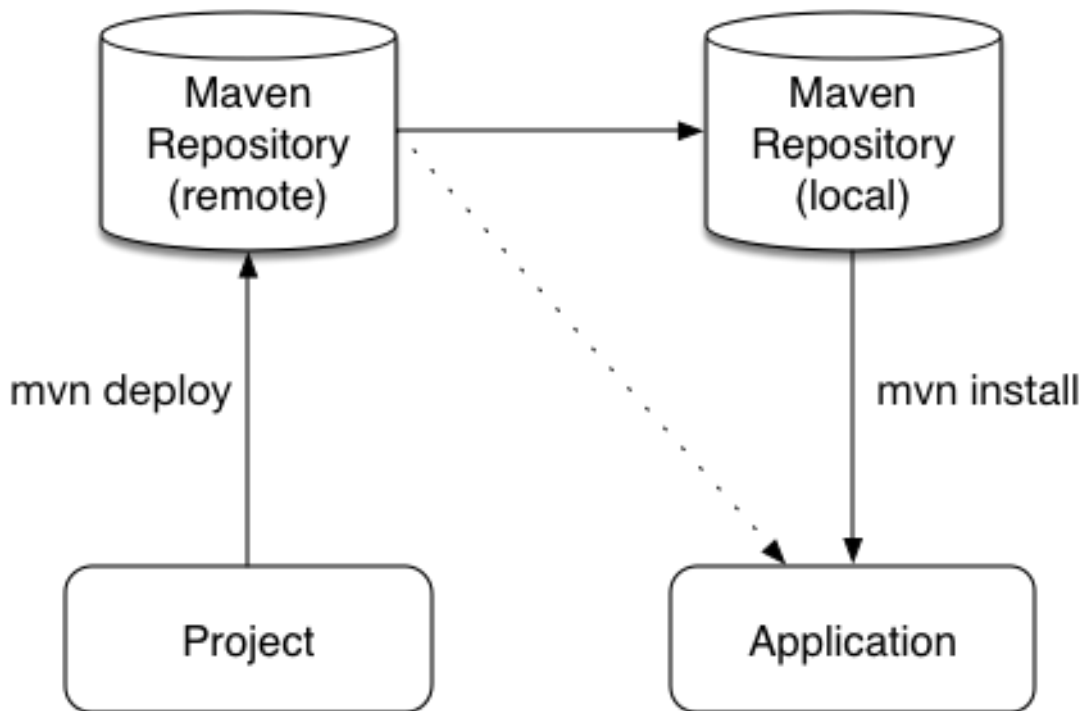 Maven
Repository
(remote)
Maven
Repository
(local)
mvn deploy
mvn install
Project
Application